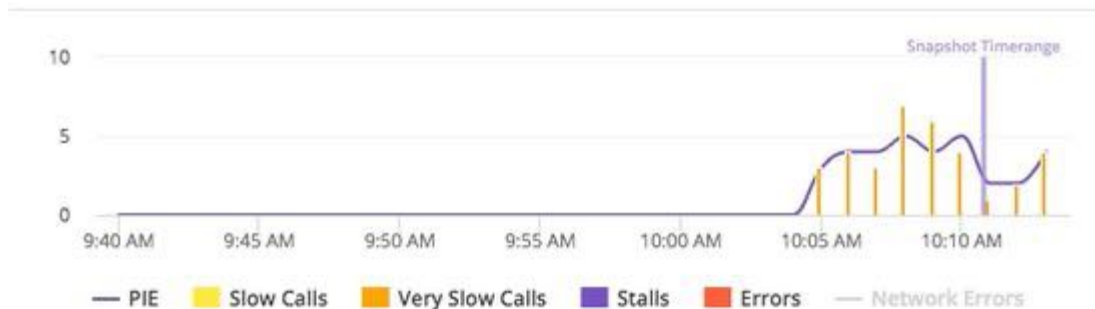 Snapshot Timerange
10
5
0
9:40 AM 9:45 AM 9:50 AM 9:55 AM 10:00 AM 10:05 AM 10:10 AM
PIE Slow Calls Very Slow Calls Stalls Errors Network Errors